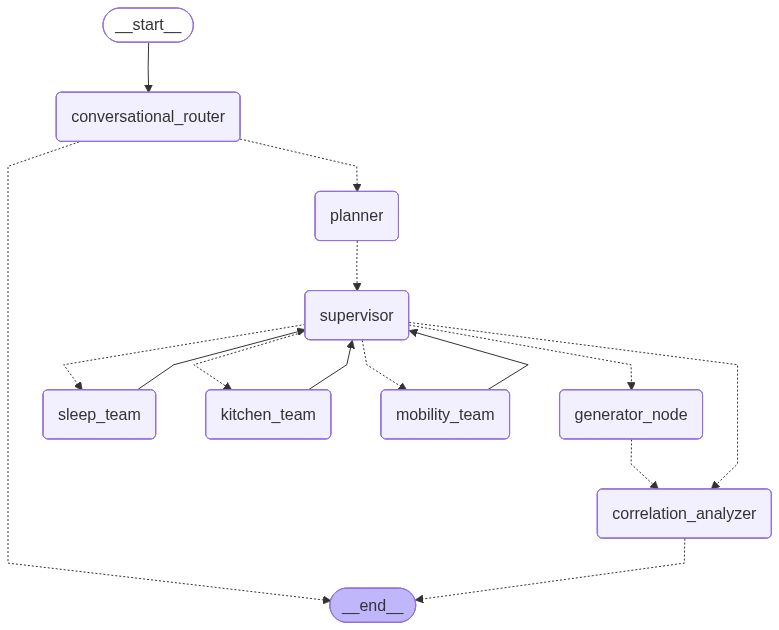 __start__
conversational_router
planner
supervisor
sleep_team
kitchen_team
mobility_team
generator_node
correlation_analyzer
__end__